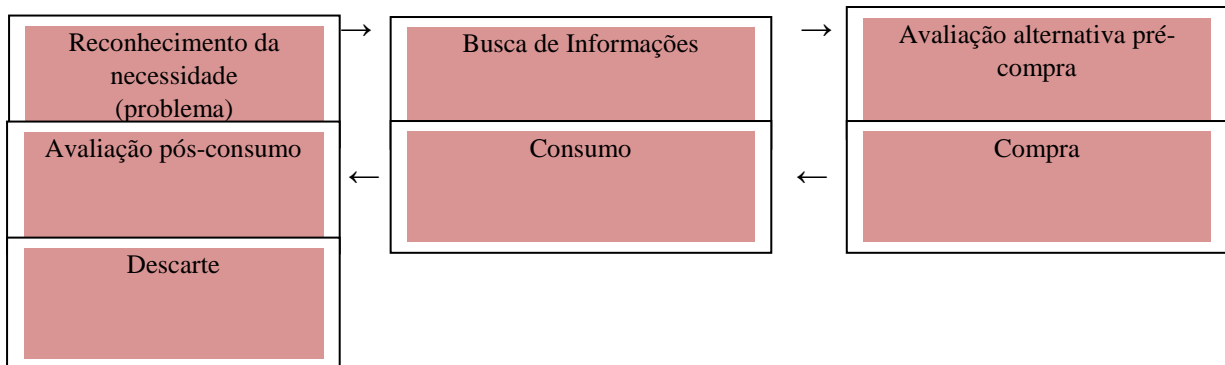 Reconhecimento da
necessidade
(problema)
→
Busca de Informações
→
Avaliação alternativa pré-
compra
Avaliação pós-consumo
←
Consumo
←
Compra
Descarte